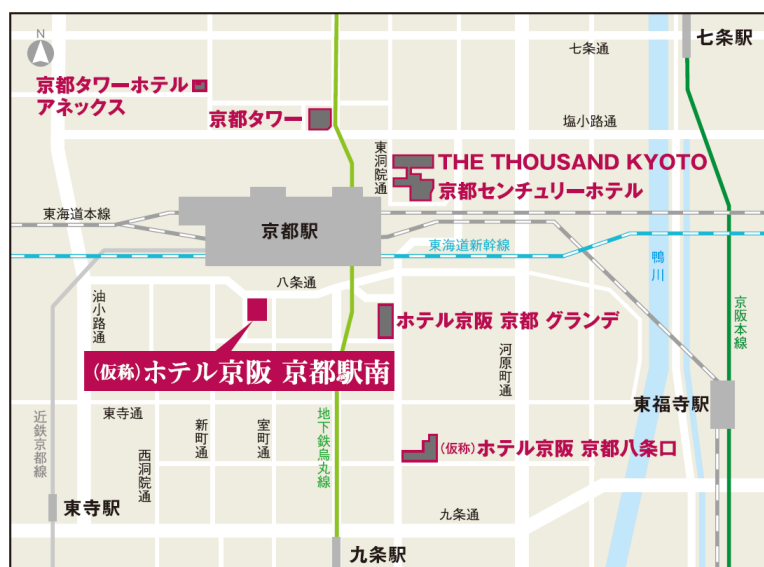 N
七条駅
七条通
京都タワーホテル
アネックス
京都タワー
塩小路通
東洞院通
THE THOUSAND KYOTO
京都センチュリーホテル
東海道本線
京都駅
東海道新幹線
鴨川
八条通
油小路通
京阪本線
ホテル京阪 京都 グランデ
河原町通
(仮称)ホテル京阪 京都駅南
東福寺駅
東寺通
新町通
室町通
地下鉄烏丸線
近鉄京都線
西洞院通
(仮称)ホテル京阪 京都八条口
東寺駅
九条通
九条駅